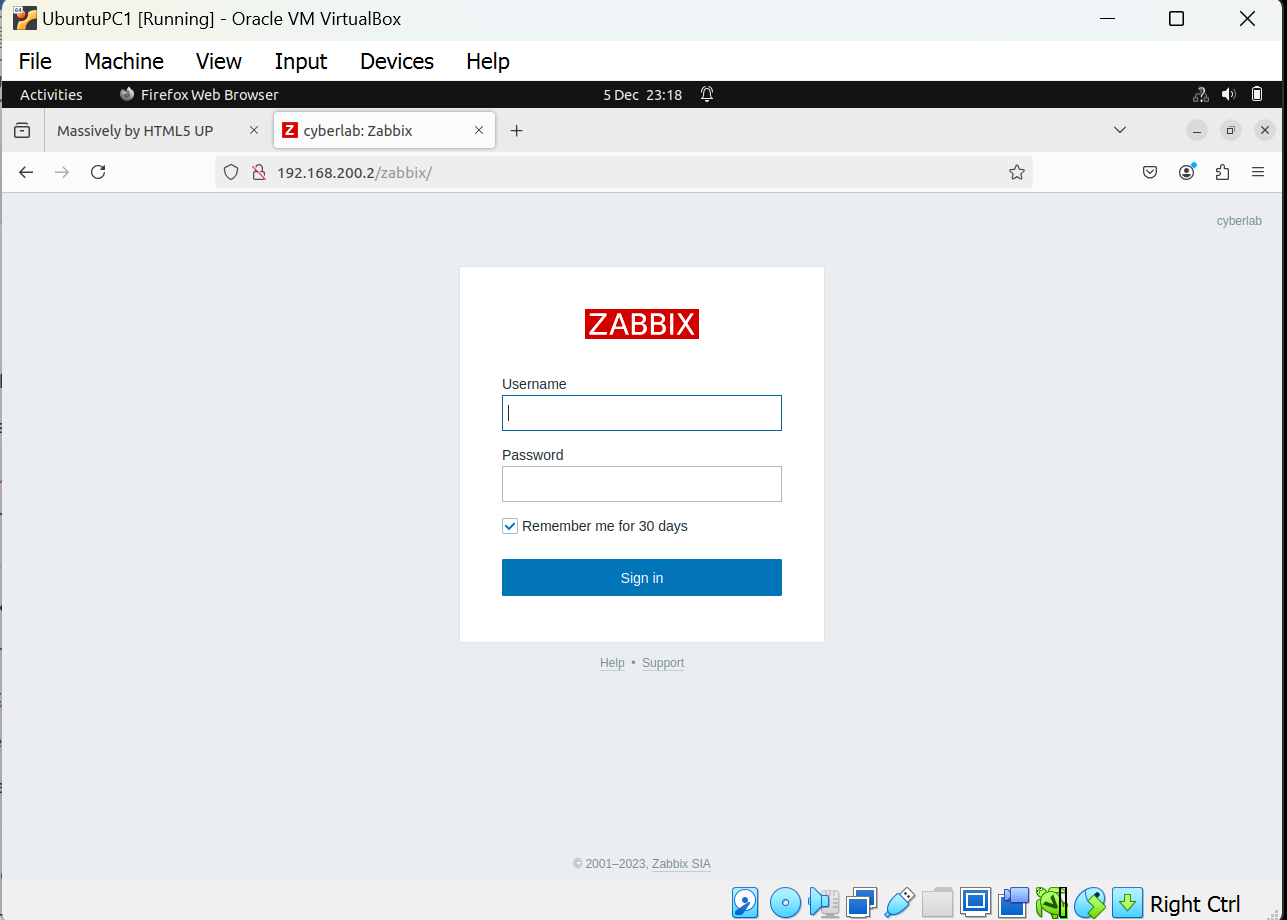 UbuntuPC1 [Running] - Oracle VM VirtualBox
File Machine View Input Devices Help
Activities Firefox Web Browser 5 Dec 23:18
Massively by HTML5 UP cyberlab: Zabbix
192.168.200.2/zabbix/
cyberlab
ZABBIX
Username
Password
Remember me for 30 days
Sign in
Help • Support
© 2001–2023, Zabbix SIA
Right Ctrl